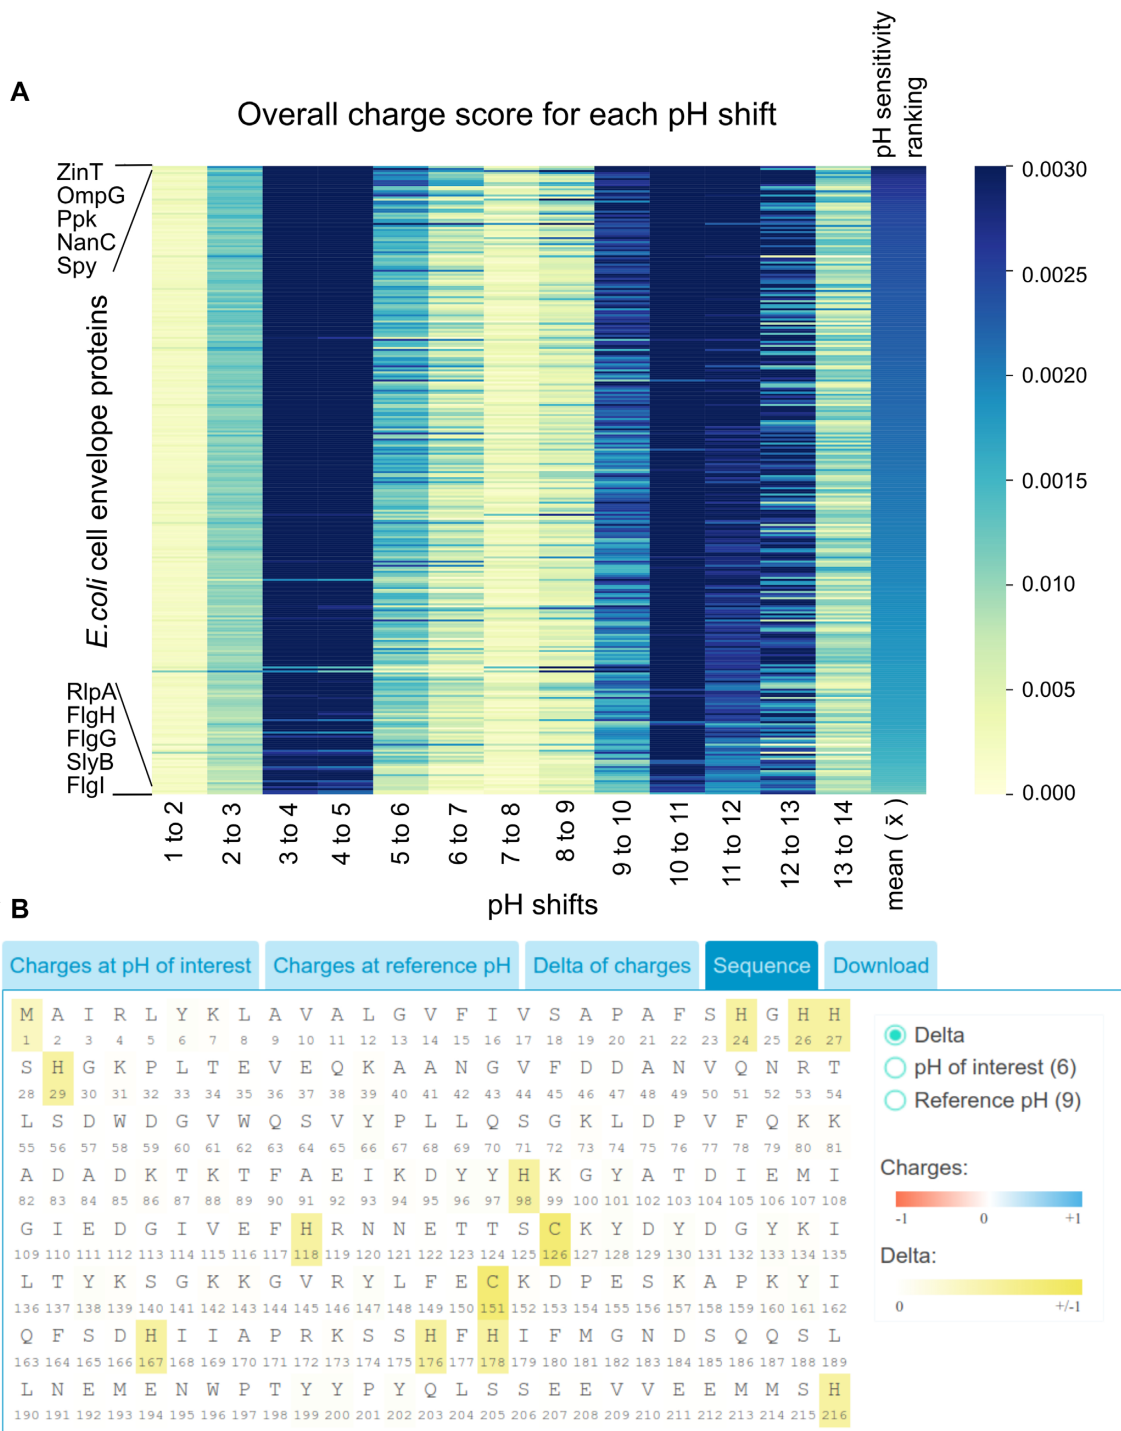 A
Overall charge score for each pH shift
pH sensitivity
ranking
ZinT
OmpG
Ppk
NanC
Spy
E.coli cell envelope proteins
RlpA
FlgH
FlgG
SlyB
FlgI
0.0030
0.0025
0.0020
0.0015
0.010
0.005
0.000
1 to 2
2 to 3
3 to 4
4 to 5
5 to 6
6 to 7
7 to 8
8 to 9
9 to 10
10 to 11
11 to 12
12 to 13
13 to 14
mean ( x̄ )
pH shifts
B
Charges at pH of interest Charges at reference pH Delta of charges Sequence Download
M A I R L Y K L A V A L G V F I V S A P A F S H G H H
1 2 3 4 5 6 7 8 9 10 11 12 13 14 15 16 17 18 19 20 21 22 23 24 25 26 27
S H G K P L T E V E Q K A A N G V F D D A N V Q N R T
28 29 30 31 32 33 34 35 36 37 38 39 40 41 42 43 44 45 46 47 48 49 50 51 52 53 54
L S D W D G V W Q S V Y P L L Q S G K L D P V F Q K K
55 56 57 58 59 60 61 62 63 64 65 66 67 68 69 70 71 72 73 74 75 76 77 78 79 80 81
A D A D K T K T F A E I K D Y Y H K G Y A T D I E M I
82 83 84 85 86 87 88 89 90 91 92 93 94 95 96 97 98 99 100 101 102 103 104 105 106 107 108
G I E D G I V E F H R N N E T T S C K Y D Y D G Y K I
109 110 111 112 113 114 115 116 117 118 119 120 121 122 123 124 125 126 127 128 129 130 131 132 133 134 135
L T Y K S G K K G V R Y L F E C K D P E S K A P K Y I
136 137 138 139 140 141 142 143 144 145 146 147 148 149 150 151 152 153 154 155 156 157 158 159 160 161 162
Q F S D H I I A P R K S S H F H I F M G N D S Q Q S L
163 164 165 166 167 168 169 170 171 172 173 174 175 176 177 178 179 180 181 182 183 184 185 186 187 188 189
L N E M E N W P T Y Y P Y Q L S S E E V V E E M M S H
190 191 192 193 194 195 196 197 198 199 200 201 202 203 204 205 206 207 208 209 210 211 212 213 214 215 216
Delta
pH of interest (6)
Reference pH (9)
Charges:
-1 0 +1
Delta:
0 +/-1